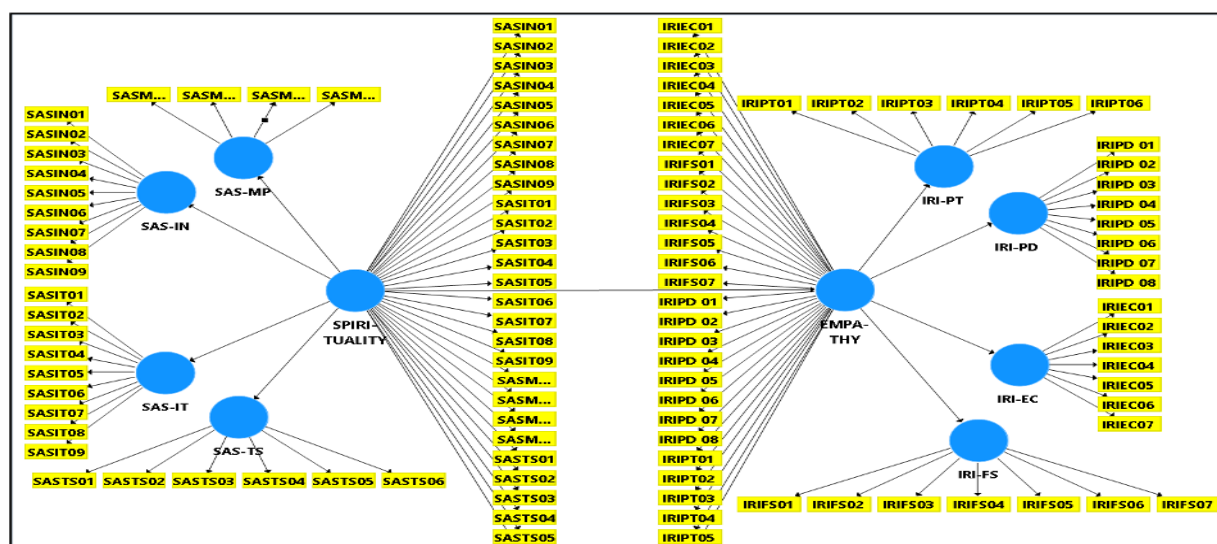 SASM... SASM... SASM... SASM...
SASIN01
SASIN02
SASIN03
SASIN04
SASIN05
SASIN06
SASIN07
SASIN08
SASIN09
SAS-MP
SAS-IN
SASIT01
SASIT02
SASIT03
SASIT04
SASIT05
SASIT06
SASIT07
SASIT08
SASIT09
SAS-IT
SAS-TS
SASTS01 SASTS02 SASTS03 SASTS04 SASTS05 SASTS06
SPIRI-
TUALITY
SASIN01
SASIN02
SASIN03
SASIN04
SASIN05
SASIN06
SASIN07
SASIN08
SASIN09
SASIT01
SASIT02
SASIT03
SASIT04
SASIT05
SASIT06
SASIT07
SASIT08
SASIT09
SASM...
SASM...
SASM...
SASM...
SASTS01
SASTS02
SASTS03
SASTS04
SASTS05
IRIEC01
IRIEC02
IRIEC03
IRIEC04
IRIEC05
IRIEC06
IRIEC07
IRIFS01
IRIFS02
IRIFS03
IRIFS04
IRIFS05
IRIFS06
IRIFS07
IRIPD 01
IRIPD 02
IRIPD 03
IRIPD 04
IRIPD 05
IRIPD 06
IRIPD 07
IRIPD 08
IRIPT01
IRIPT02
IRIPT03
IRIPT04
IRIPT05
EMPA-
THY
IRIPT01 IRIPT02 IRIPT03 IRIPT04 IRIPT05 IRIPT06
IRI-PT
IRIPD 01
IRIPD 02
IRIPD 03
IRIPD 04
IRIPD 05
IRIPD 06
IRIPD 07
IRIPD 08
IRI-PD
IRIEC01
IRIEC02
IRIEC03
IRIEC04
IRIEC05
IRIEC06
IRIEC07
IRI-EC
IRI-FS
IRIFS01 IRIFS02 IRIFS03 IRIFS04 IRIFS05 IRIFS06 IRIFS07